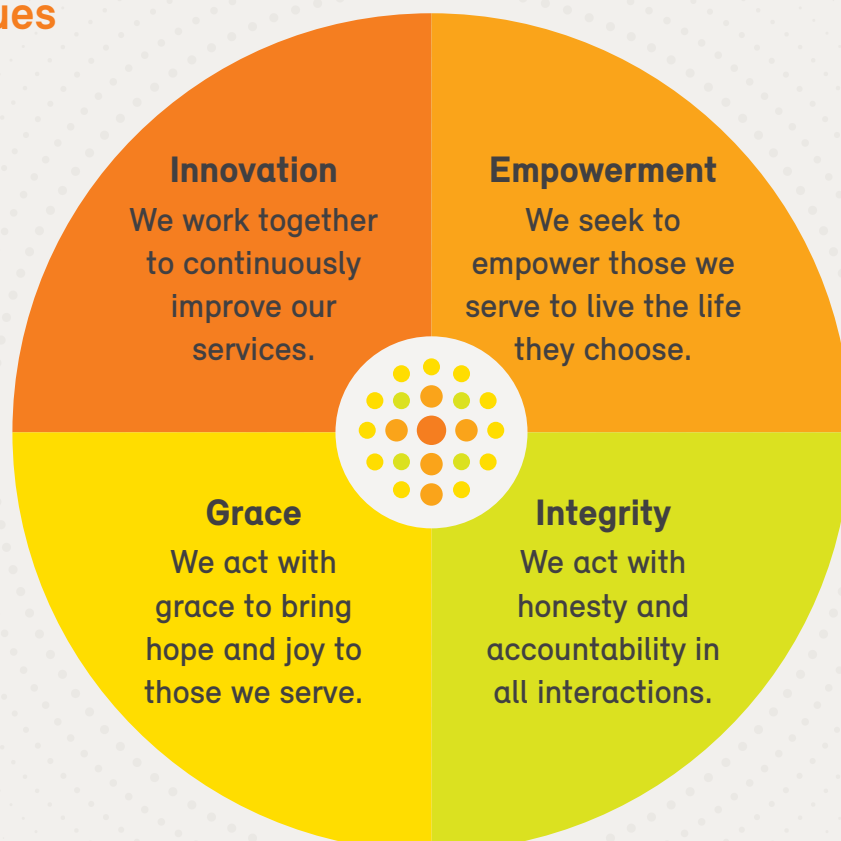 ues
Innovation
We work together
to continuously
improve our
services.
Empowerment
We seek to
empower those we
serve to live the life
they choose.
Grace
We act with
grace to bring
hope and joy to
those we serve.
Integrity
We act with
honesty and
accountability in
all interactions.